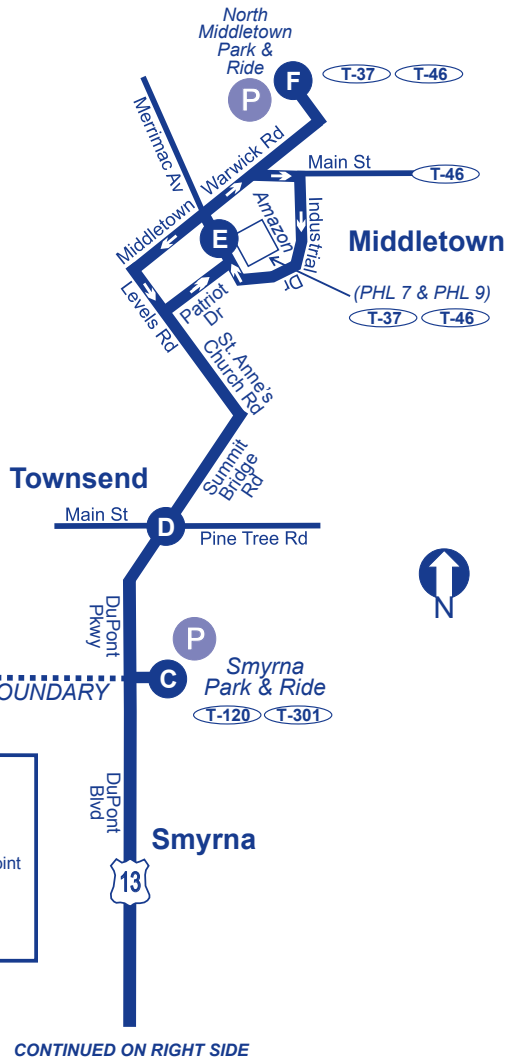 North
Middletown
Park &
Ride
P
F
T-37
T-46
Merrimac Av
Warwick Rd
Main St
T-46
Middletown
E
Amazon
Industrial
Dr
Middletown
(PHL 7 & PHL 9)
T-37
T-46
Levels Rd
Patriot
Dr
St. Anne's
Church Rd
Summit
Bridge
Rd
Townsend
Main St
D
Pine Tree Rd
N
DuPont
Pkwy
P
C
Smyrna
Park & Ride
T-120
T-301
OUNDARY
DuPont
Blvd
Smyrna
oint
13
CONTINUED ON RIGHT SIDE